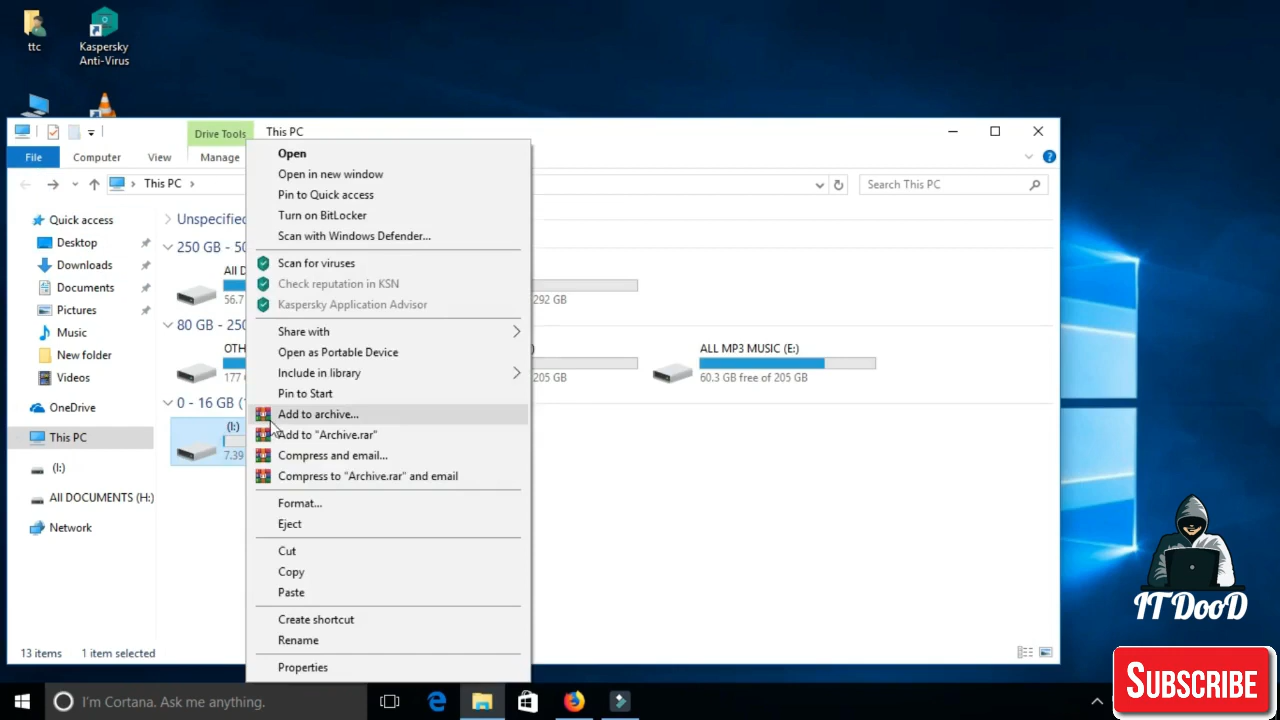 ttc
Kaspersky
Anti-Virus
Drive Tools
This PC
File
Computer
View
Manage
This PC
Search This PC
Quick access
Desktop
Downloads
Documents
Pictures
Music
New folder
Videos
OneDrive
This PC
(I:)
All DOCUMENTS (H:)
Network
Unspecified
250 GB - 50
All D
56.7
292 GB
80 GB - 250
OTH
177
)
205 GB
ALL MP3 MUSIC (E:)
60.3 GB free of 205 GB
0 - 16 GB (1
(I:)
7.39
Open
Open in new window
Pin to Quick access
Turn on BitLocker
Scan with Windows Defender...
Scan for viruses
Check reputation in KSN
Kaspersky Application Advisor
Share with
Open as Portable Device
Include in library
Pin to Start
Add to archive...
Add to "Archive.rar"
Compress and email...
Compress to "Archive.rar" and email
Format...
Eject
Cut
Copy
Paste
Create shortcut
Rename
Properties
13 items
1 item selected
IT DooD
SUBSCRIBE
I'm Cortana. Ask me anything.